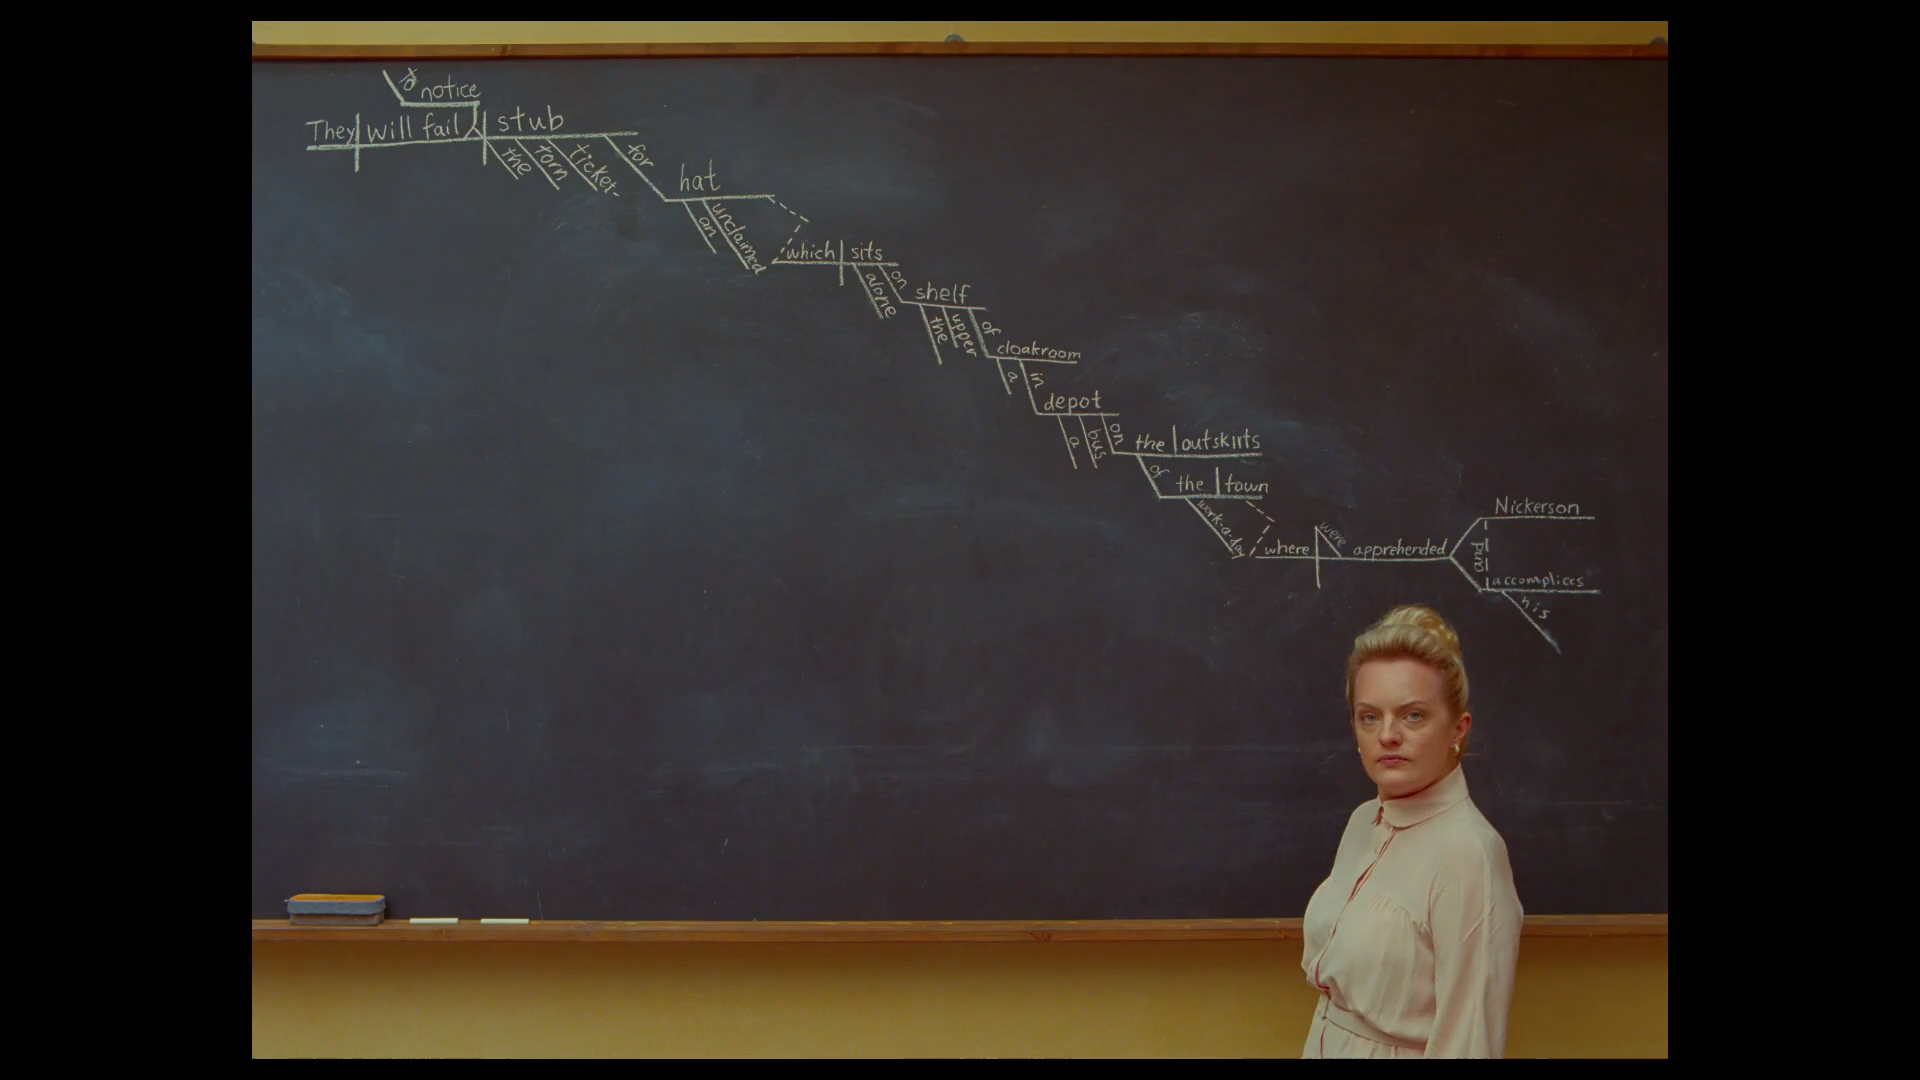 to
notice
They will fail stub
the torn ticket- for
hat
an unclaimed
which sits
alone on
shelf
the upper of
cloakroom
a in
depot
a bus on
the outskirts
of
the town
work-a-day
where were apprehended
Nickerson
and
accomplices
his